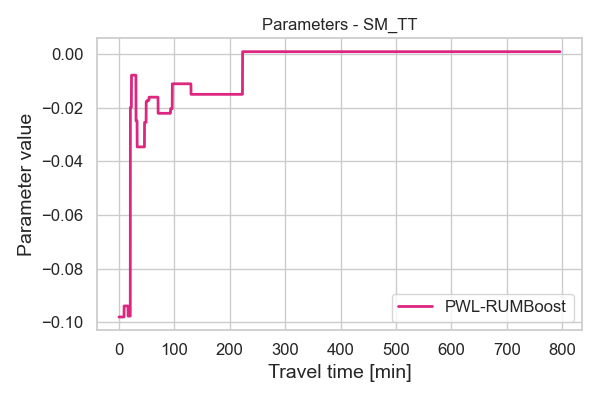 Parameters - SM_TT
Parameter value
0.00
−0.02
−0.04
−0.06
−0.08
−0.10
0 100 200 300 400 500 600 700 800
Travel time [min]
PWL-RUMBoost